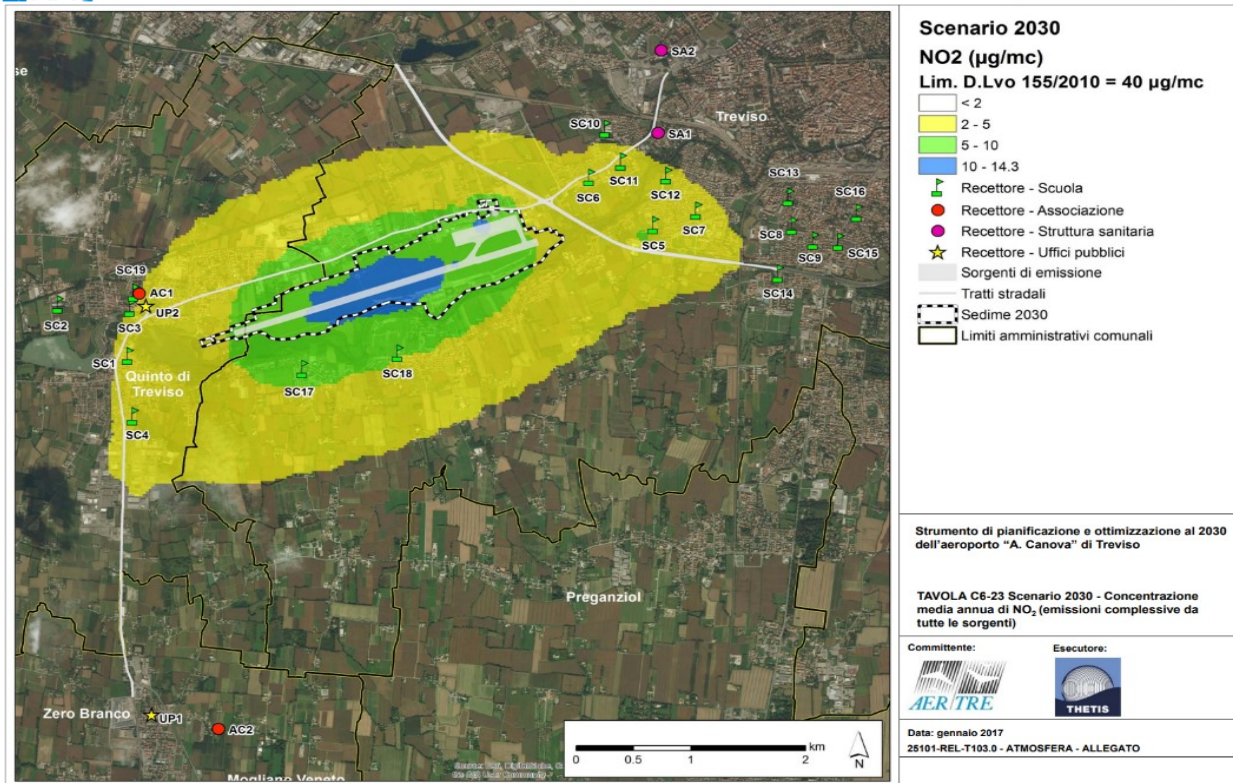 Scenario 2030
NO2 (µg/mc)
Lim. D.Lvo 155/2010 = 40 µg/mc
< 2
2 - 5
5 - 10
10 - 14.3
Recettore - Scuola
Recettore - Associazione
Recettore - Struttura sanitaria
Recettore - Uffici pubblici
Sorgenti di emissione
Tratti stradali
Sedime 2030
Limiti amministrativi comunali
Strumento di pianificazione e ottimizzazione al 2030
dell'aeroporto “A. Canova” di Treviso
TAVOLA C6-23 Scenario 2030 - Concentrazione
media annua di NO2 (emissioni complessive da
tutte le sorgenti)
Committente:
Esecutore:
AER TRE
THETIS
Data: gennaio 2017
25101-REL-T103.0 - ATMOSFERA - ALLEGATO
se
SA2
SC10
SA1
Treviso
SC11
SC6
SC12
SC13
SC16
SC7
SC5
SC8
SC9
SC15
SC14
SC19
AC1
UP2
SC2
SC3
SC1
Quinto di
Treviso
SC17
SC18
SC4
Preganziol
Zero Branco
UP1
AC2
Mogliano Veneto
km
0 0.5 1 2
N